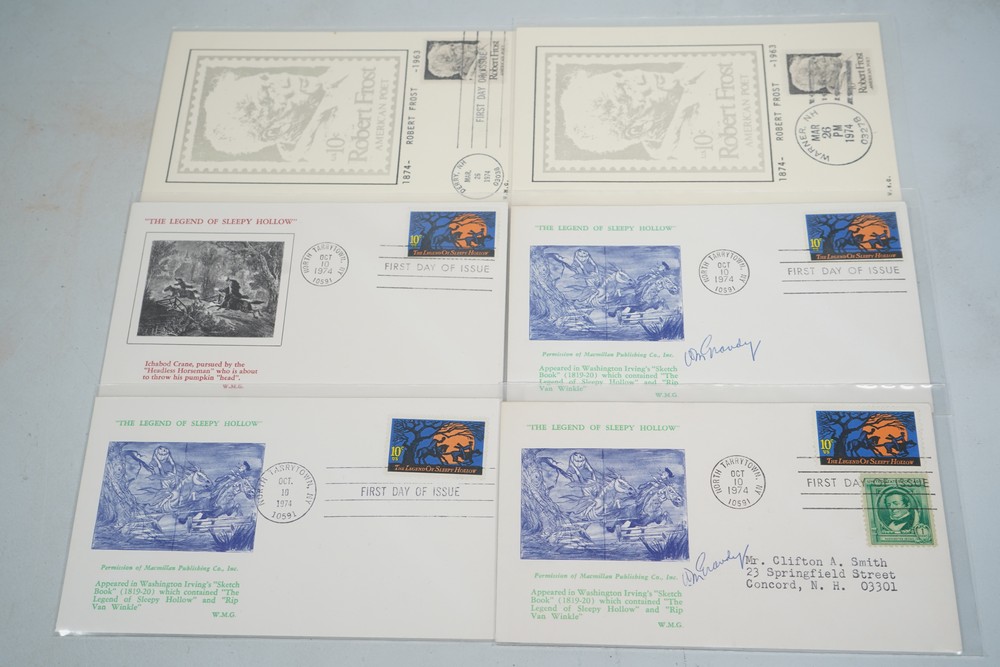 Robert Frost
AMERICAN POET
10c
1874- ROBERT FROST -1963
Robert Frost
AMERICAN POET
FIRST DAY OF ISSUE
DERRY, NH
MAR.
26
1974
03038
U.K.C.
Robert Frost
AMERICAN POET
10c
1874- ROBERT FROST -1963
Robert Frost
AMERICAN POET
WARNER, NH
MAR
26
PM
1974
03278
U.K.C.
"THE LEGEND OF SLEEPY HOLLOW"
NORTH TARRYTOWN, NY
OCT
10
1974
10591
10c
US
THE LEGEND OF SLEEPY HOLLOW
FIRST DAY OF ISSUE
Ichabod Crane, pursued by the
"Headless Horseman" who is about
to throw his pumpkin "head".
W.M.G.
"THE LEGEND OF SLEEPY HOLLOW"
NORTH TARRYTOWN, NY
OCT
10
1974
10591
10c
US
THE LEGEND OF SLEEPY HOLLOW
FIRST DAY OF ISSUE
Permission of Macmillan Publishing Co., Inc.
Appeared in Washington Irving's "Sketch
Book" (1819-20) which contained "The
Legend of Sleepy Hollow" and "Rip
Van Winkle"
W.M.G.
"THE LEGEND OF SLEEPY HOLLOW"
NORTH TARRYTOWN, NY
OCT.
10
1974
10591
10c
US
THE LEGEND OF SLEEPY HOLLOW
FIRST DAY OF ISSUE
Permission of Macmillan Publishing Co., Inc.
Appeared in Washington Irving's "Sketch
Book" (1819-20) which contained "The
Legend of Sleepy Hollow" and "Rip
Van Winkle"
W.M.G.
"THE LEGEND OF SLEEPY HOLLOW"
NORTH TARRYTOWN, NY
OCT
10
1974
10591
10c
US
THE LEGEND OF SLEEPY HOLLOW
FIRST DAY OF ISSUE
Permission of Macmillan Publishing Co., Inc.
Appeared in Washington Irving's "Sketch
Book" (1819-20) which contained "The
Legend of Sleepy Hollow" and "Rip
Van Winkle"
W.M.G.
Mr. Clifton A. Smith
23 Springfield Street
Concord, N. H. 03301